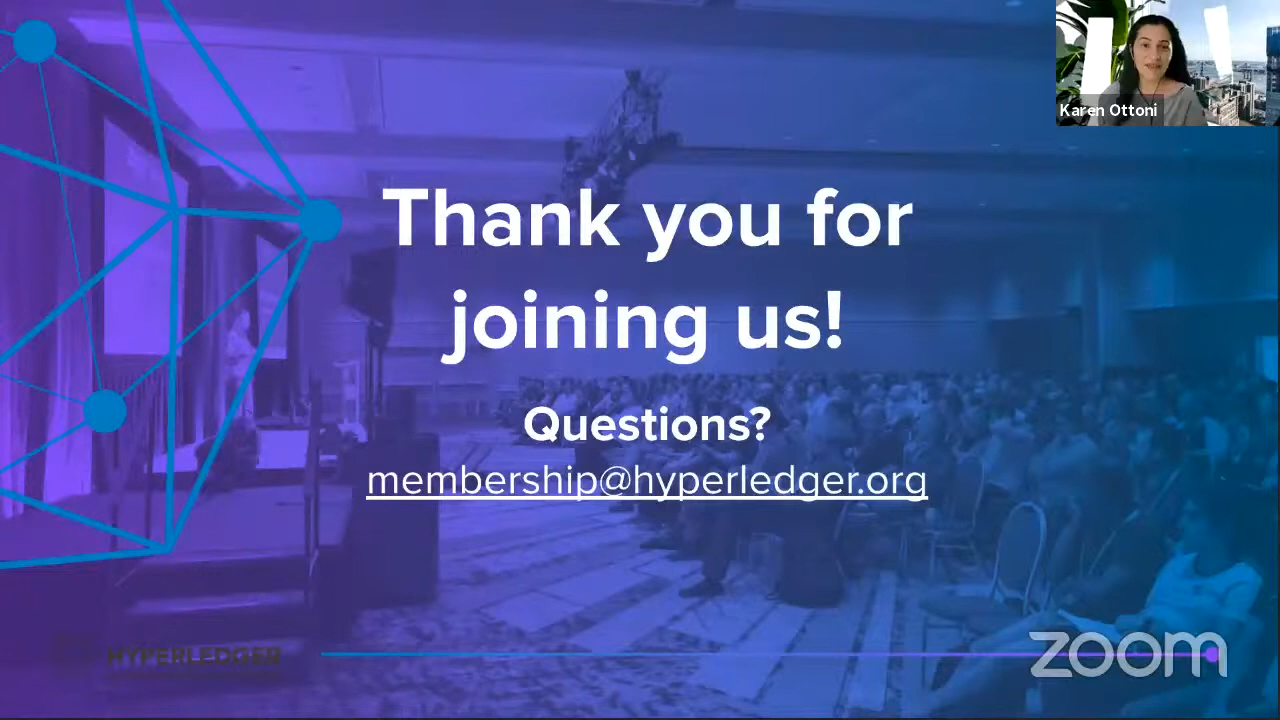 Karen Ottoni
Thank you for
joining us!
Questions?
membership@hyperledger.org
HYPERLEDGER
zoom